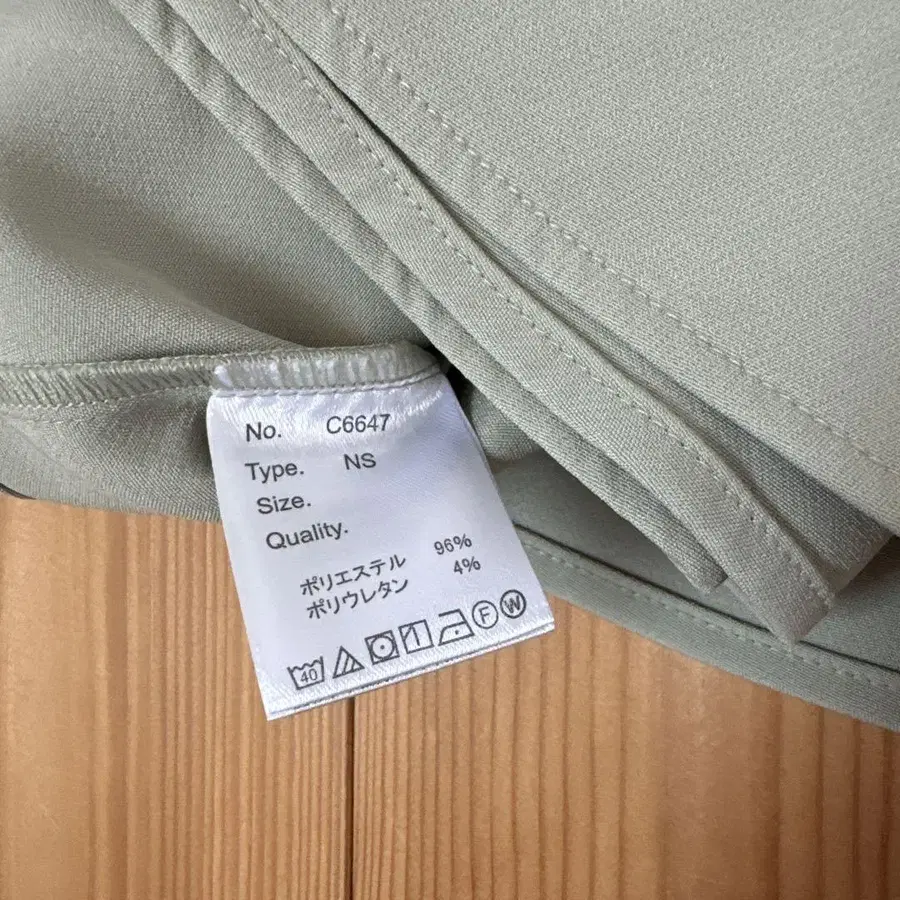 No. C6647
Type. NS
Size.
Quality.
ポリエステル 96%
ポリウレタン 4%
40 F W